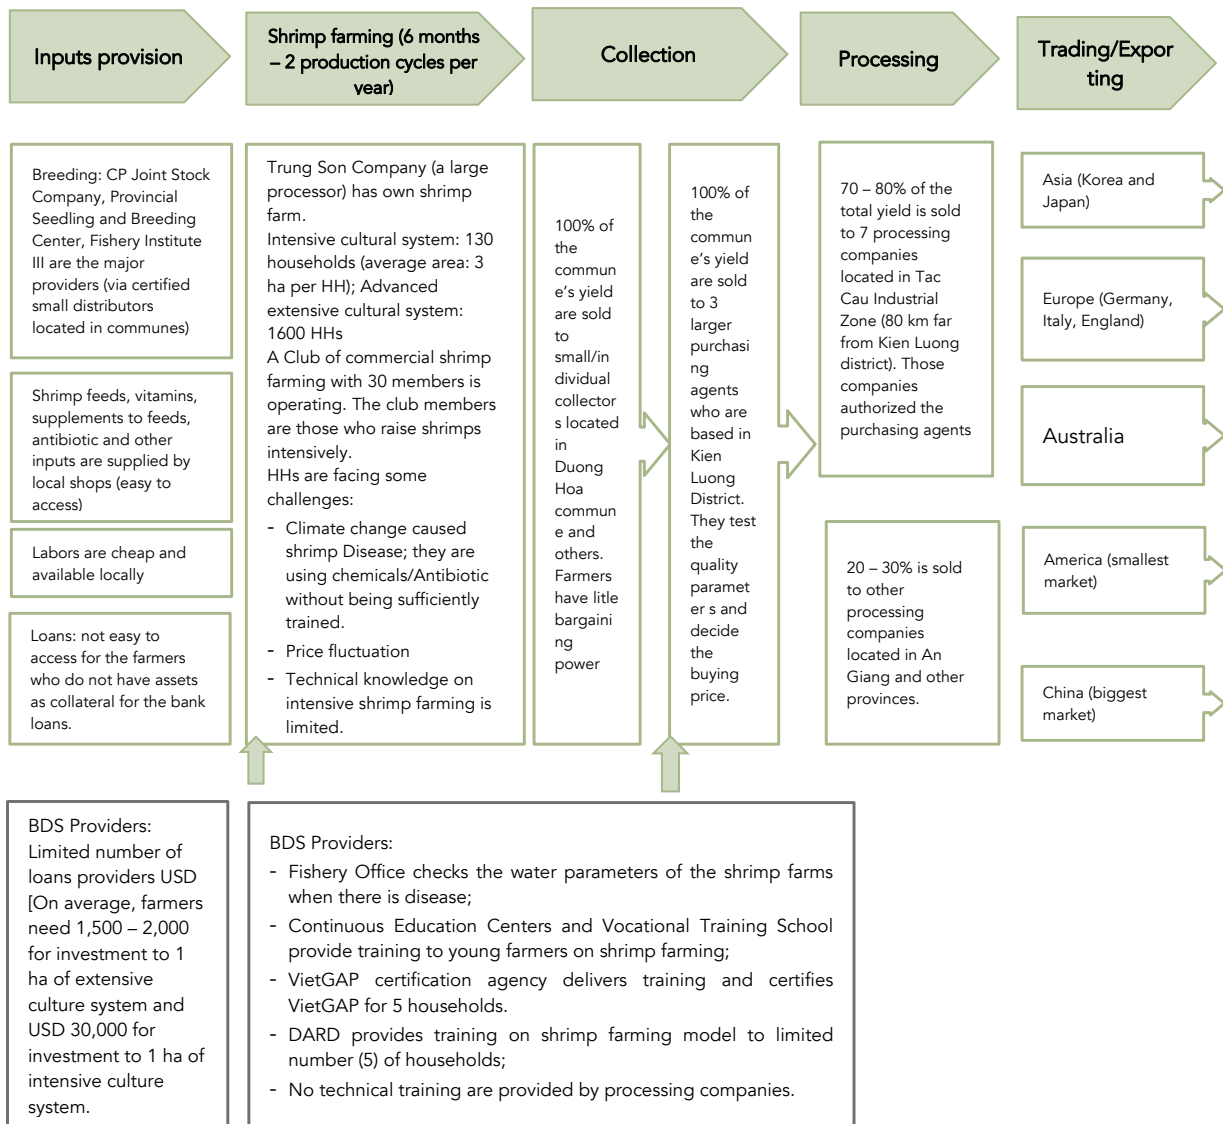 Inputs provision
Shrimp farming (6 months
– 2 production cycles per
year)
Collection
Processing
Trading/Expor
ting
Breeding: CP Joint Stock
Company, Provincial
Seedling and Breeding
Center, Fishery Institute
III are the major
providers (via certified
small distributors
located in communes)
Shrimp feeds, vitamins,
supplements to feeds,
antibiotic and other
inputs are supplied by
local shops (easy to
access)
Labors are cheap and
available locally
Loans: not easy to
access for the farmers
who do not have assets
as collateral for the bank
loans.
Trung Son Company (a large
processor) has own shrimp
farm.
Intensive cultural system: 130
households (average area: 3
ha per HH); Advanced
extensive cultural system:
1600 HHs
A Club of commercial shrimp
farming with 30 members is
operating. The club members
are those who raise shrimps
intensively.
HHs are facing some
challenges:
- Climate change caused
shrimp Disease; they are
using chemicals/Antibiotic
without being sufficiently
trained.
- Price fluctuation
- Technical knowledge on
intensive shrimp farming is
limited.
100% of
the
commun
e’s yield
are sold
to
small/in
dividual
collector
s located
in
Duong
Hoa
commun
e and
others.
Farmers
have litle
bargaini
ng
power
100% of
the
commun
e’s yield
are sold
to 3
larger
purchasi
ng
agents
who are
based in
Kien
Luong
District.
They test
the
quality
paramet
er s and
decide
the
buying
price.
70 – 80% of the
total yield is sold
to 7 processing
companies
located in Tac
Cau Industrial
Zone (80 km far
from Kien Luong
district). Those
companies
authorized the
purchasing agents
20 – 30% is sold
to other
processing
companies
located in An
Giang and other
provinces.
Asia (Korea and
Japan)
Europe (Germany,
Italy, England)
Australia
America (smallest
market)
China (biggest
market)
BDS Providers:
Limited number of
loans providers USD
[On average, farmers
need 1,500 – 2,000
for investment to 1
ha of extensive
culture system and
USD 30,000 for
investment to 1 ha of
intensive culture
system.
BDS Providers:
- Fishery Office checks the water parameters of the shrimp farms
when there is disease;
- Continuous Education Centers and Vocational Training School
provide training to young farmers on shrimp farming;
- VietGAP certification agency delivers training and certifies
VietGAP for 5 households.
- DARD provides training on shrimp farming model to limited
number (5) of households;
- No technical training are provided by processing companies.